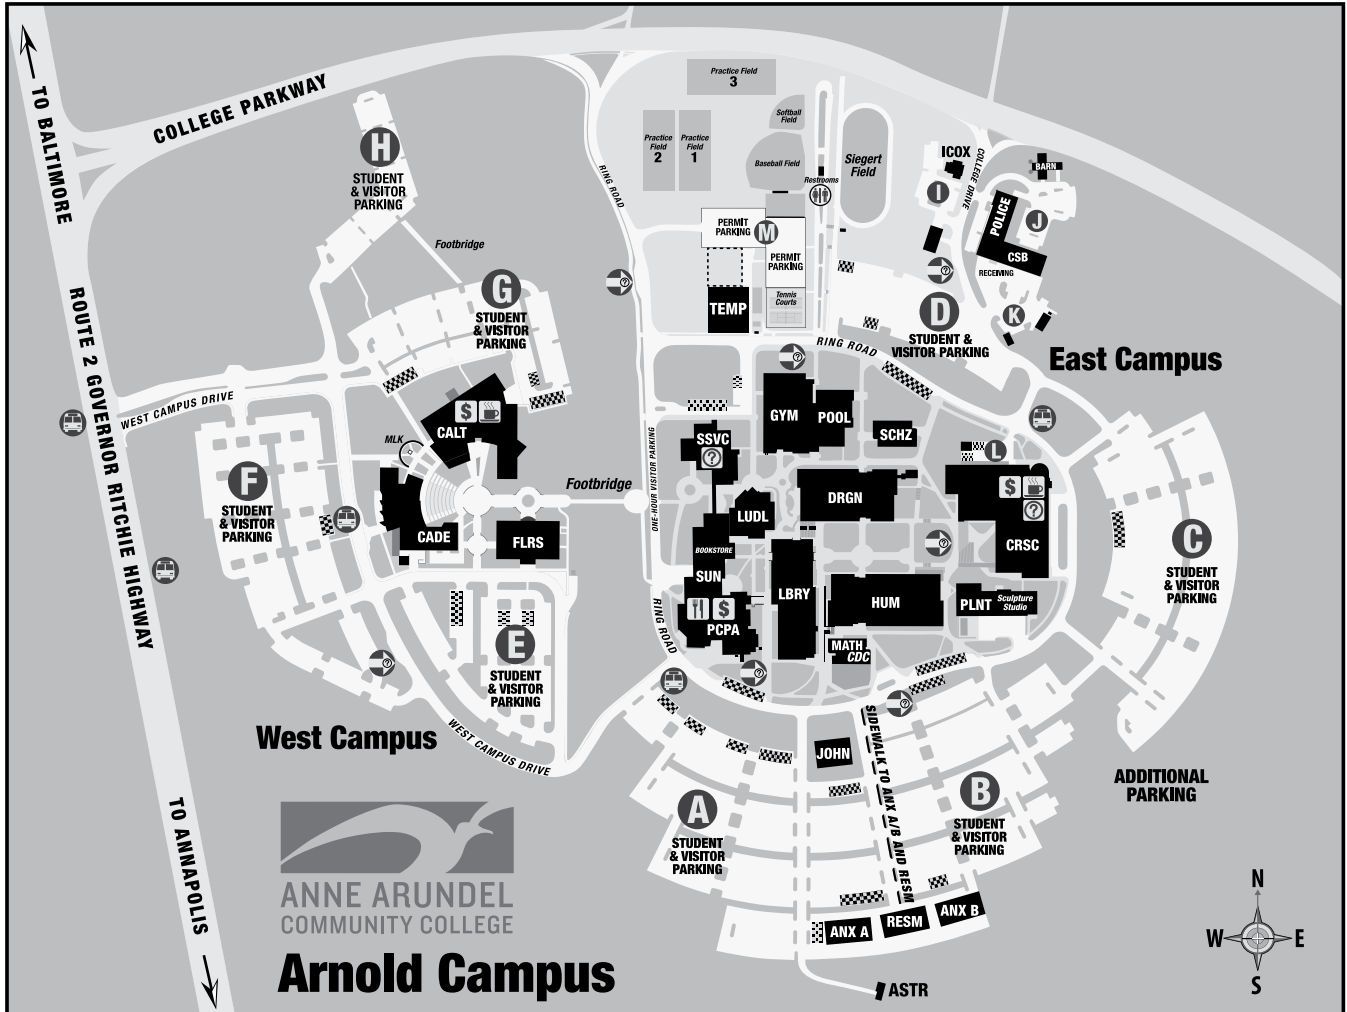 TO BALTIMORE
COLLEGE PARKWAY
Practice Field
3
Softball
Field
Practice
Field
2
Practice
Field
1
Baseball Field
Siegert
Field
Restrooms
ICOX
COLLEGE DRIVE
BARN
H
STUDENT
& VISITOR
PARKING
RING ROAD
I
J
POLICE
CSB
RECEIVING
PERMIT
PARKING
M
PERMIT
PARKING
Footbridge
G
STUDENT
& VISITOR
PARKING
?
?
TEMP
Tennis
Courts
D
STUDENT &
VISITOR PARKING
K
RING ROAD
?
East Campus
ROUTE 2 GOVERNOR RITCHIE HIGHWAY
WEST CAMPUS DRIVE
MLK
$
CALT
GYM
POOL
SCHZ
SSVC
?
ONE-HOUR VISITOR PARKING
L
F
STUDENT
& VISITOR
PARKING
Footbridge
DRGN
$
?
CRSC
LUDL
CADE
FLRS
BOOKSTORE
SUN
?
C
STUDENT
& VISITOR
PARKING
LBRY
HUM
PLNT
Sculpture
Studio
$
PCPA
RING ROAD
MATH
CDC
E
STUDENT
& VISITOR
PARKING
?
?
?
West Campus
WEST CAMPUS DRIVE
SIDEWALK TO ANX A/B AND RESM
JOHN
ADDITIONAL
PARKING
A
STUDENT
& VISITOR
PARKING
B
STUDENT
& VISITOR
PARKING
TO ANNAPOLIS
ANNE ARUNDEL
COMMUNITY COLLEGE
Arnold Campus
ANX A
RESM
ANX B
ASTR
N
W
E
S